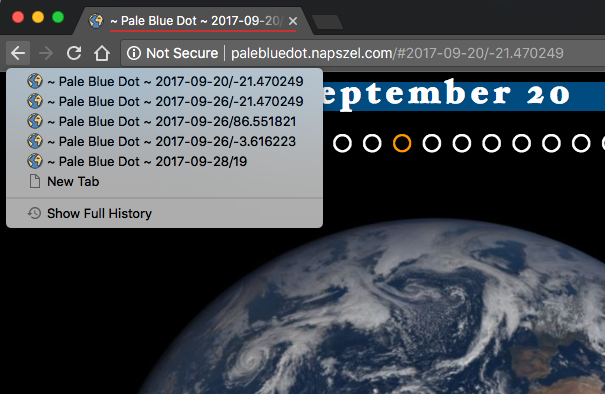 ~ Pale Blue Dot ~ 2017-09-20/
Not Secure | palebluedot.napszel.com/#2017-09-20/-21.470249
~ Pale Blue Dot ~ 2017-09-20/-21.470249
~ Pale Blue Dot ~ 2017-09-26/-21.470249
~ Pale Blue Dot ~ 2017-09-26/86.551821
~ Pale Blue Dot ~ 2017-09-26/-3.616223
~ Pale Blue Dot ~ 2017-09-28/19
New Tab
Show Full History
eptember 20